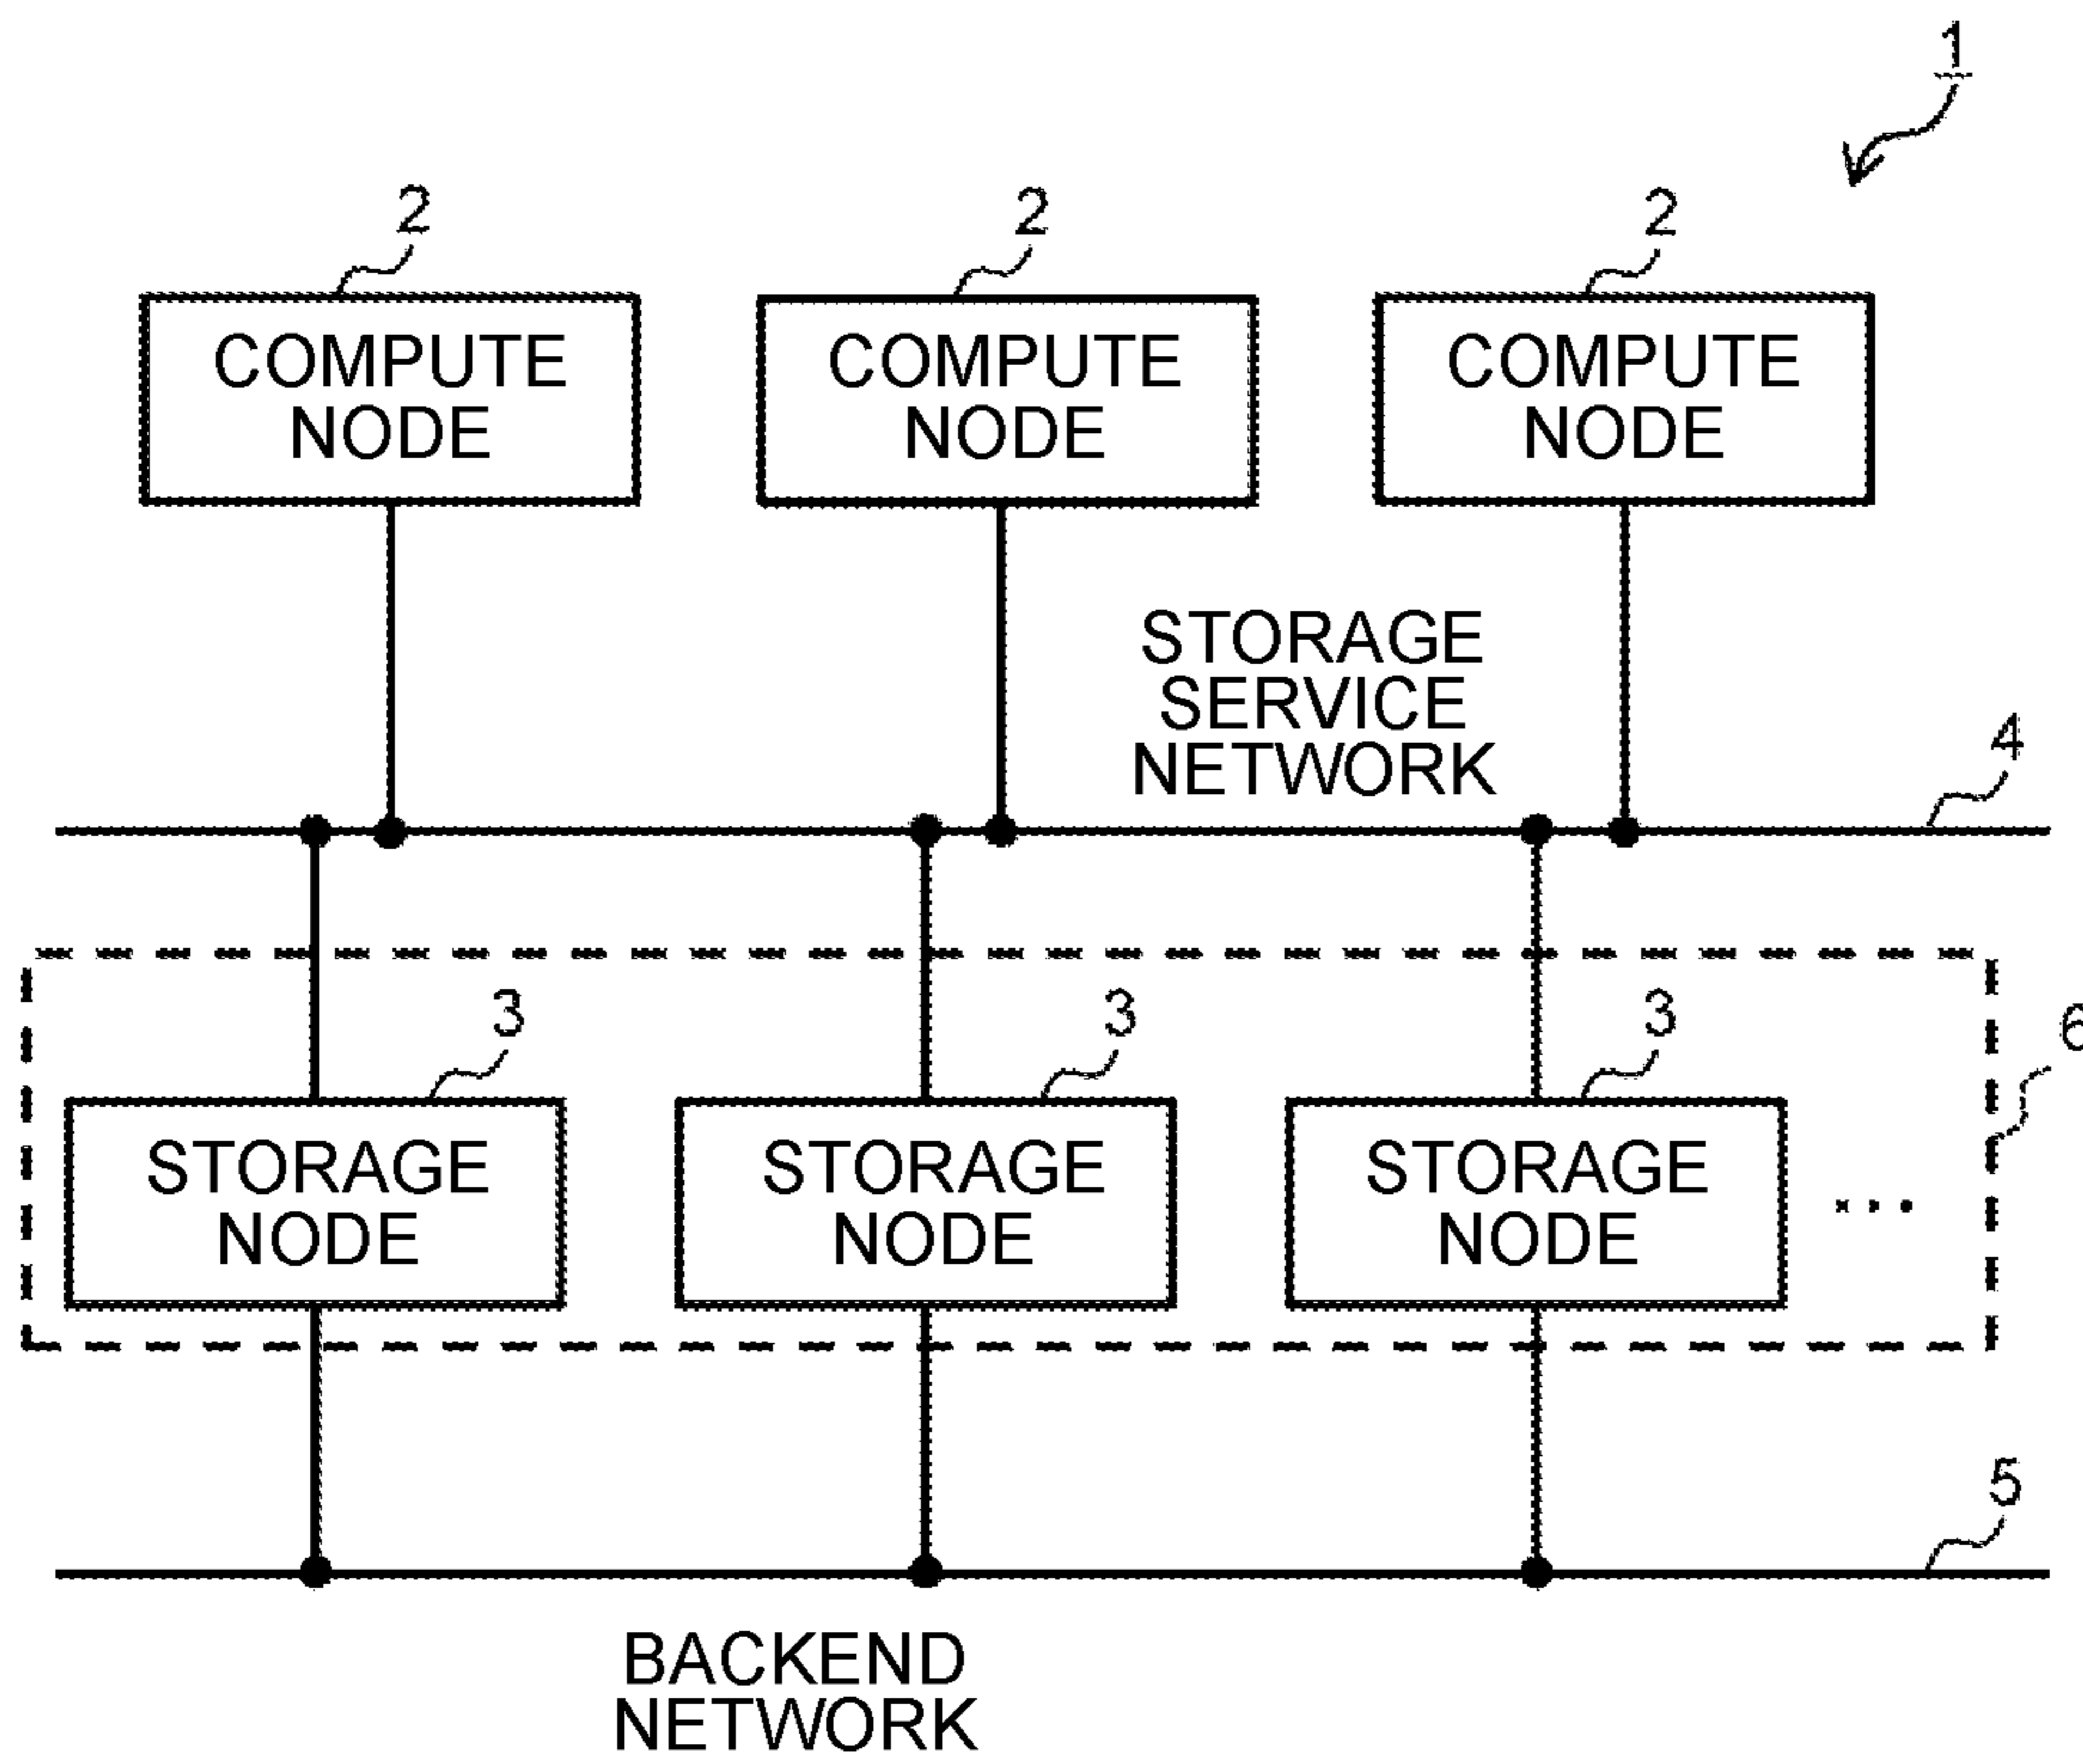 1
2
2
2
COMPUTE
NODE
COMPUTE
NODE
COMPUTE
NODE
STORAGE
SERVICE
NETWORK
4
3
3
3
6
STORAGE
NODE
STORAGE
NODE
STORAGE
NODE
...
5
BACKEND
NETWORK